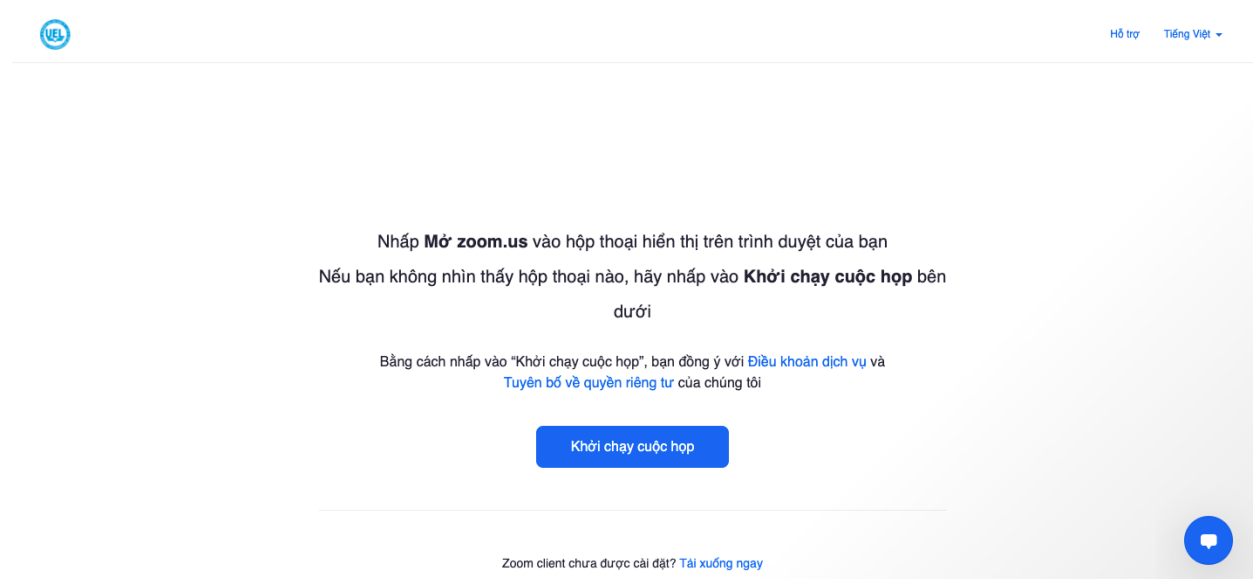 UEL
Hỗ trợ
Tiếng Việt
Nhấp Mở zoom.us vào hộp thoại hiển thị trên trình duyệt của bạn
Nếu bạn không nhìn thấy hộp thoại nào, hãy nhấp vào Khởi chạy cuộc họp bên
dưới
Bằng cách nhấp vào “Khởi chạy cuộc họp”, bạn đồng ý với Điều khoản dịch vụ và
Tuyên bố về quyền riêng tư của chúng tôi
Khởi chạy cuộc họp
Zoom client chưa được cài đặt? Tải xuống ngay